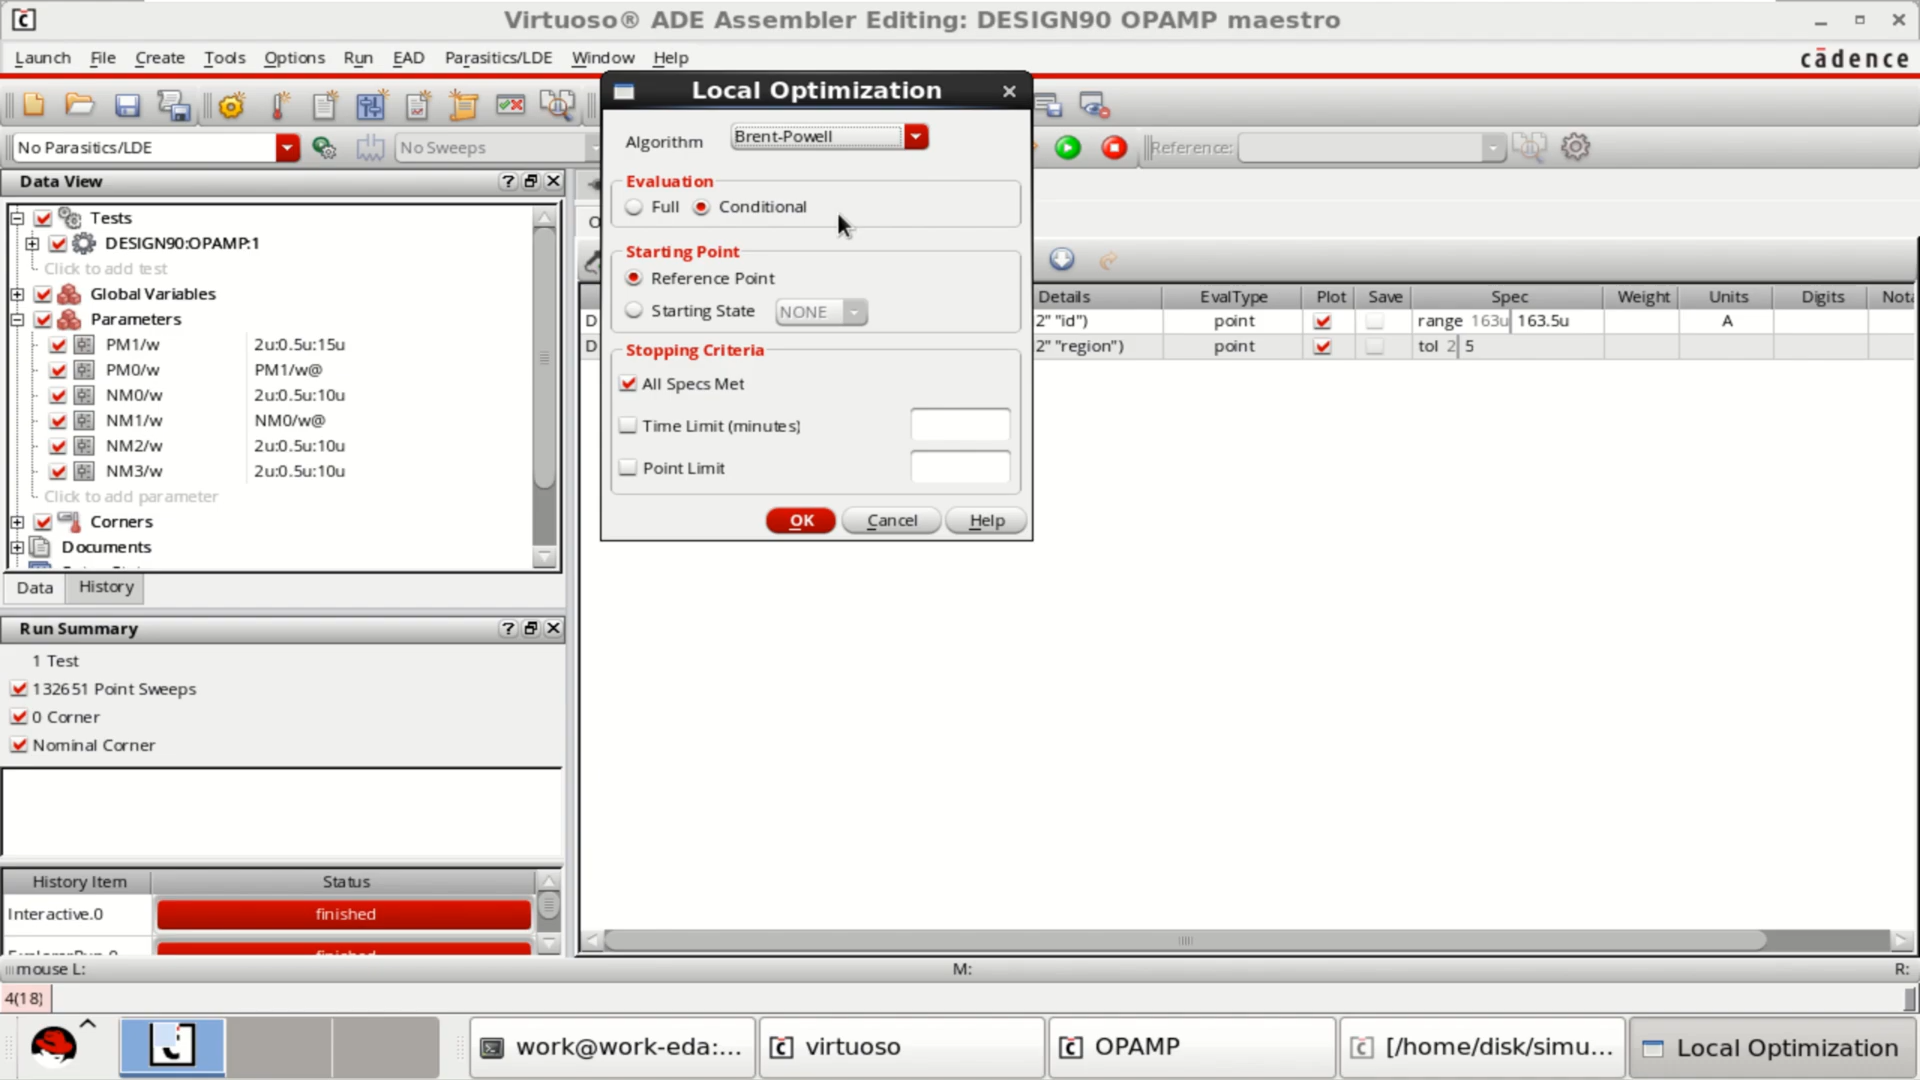 Virtuoso® ADE Assembler Editing: DESIGN90 OPAMP maestro
Launch File Create Tools Options Run EAD Parasitics/LDE Window Help
cādence
No Parasitics/LDE
No Sweeps
Reference:
Data View
Tests
DESIGN90:OPAMP:1
Click to add test
Global Variables
Parameters
PM1/w 2u:0.5u:15u
PM0/w PM1/w@
NM0/w 2u:0.5u:10u
NM1/w NM0/w@
NM2/w 2u:0.5u:10u
NM3/w 2u:0.5u:10u
Click to add parameter
Corners
Documents
Data History
Run Summary
1 Test
132651 Point Sweeps
0 Corner
Nominal Corner
History Item Status
Interactive.0 finished
finished
Local Optimization
Algorithm Brent-Powell
Evaluation
Full Conditional
Starting Point
Reference Point
Starting State NONE
Stopping Criteria
All Specs Met
Time Limit (minutes)
Point Limit
OK Cancel Help
Details EvalType Plot Save Spec Weight Units Digits Nota
D 2" "id") point range 163u 163.5u A
D 2" "region") point tol 2 5
mouse L: M: R:
4(18)
work@work-eda:... virtuoso OPAMP [/home/disk/simu... Local Optimization